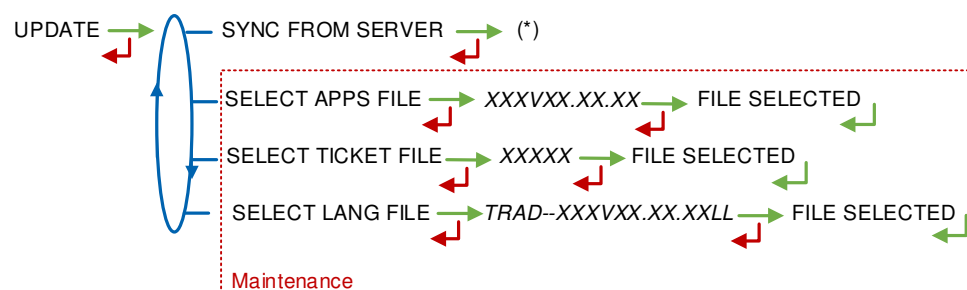 UPDATE SYNC FROM SERVER (*)
SELECT APPS FILE XXXVXX.XX.XX FILE SELECTED
SELECT TICKET FILE XXXXX FILE SELECTED
SELECT LANG FILE TRAD--XXXVXX.XX.XXLL FILE SELECTED
Maintenance